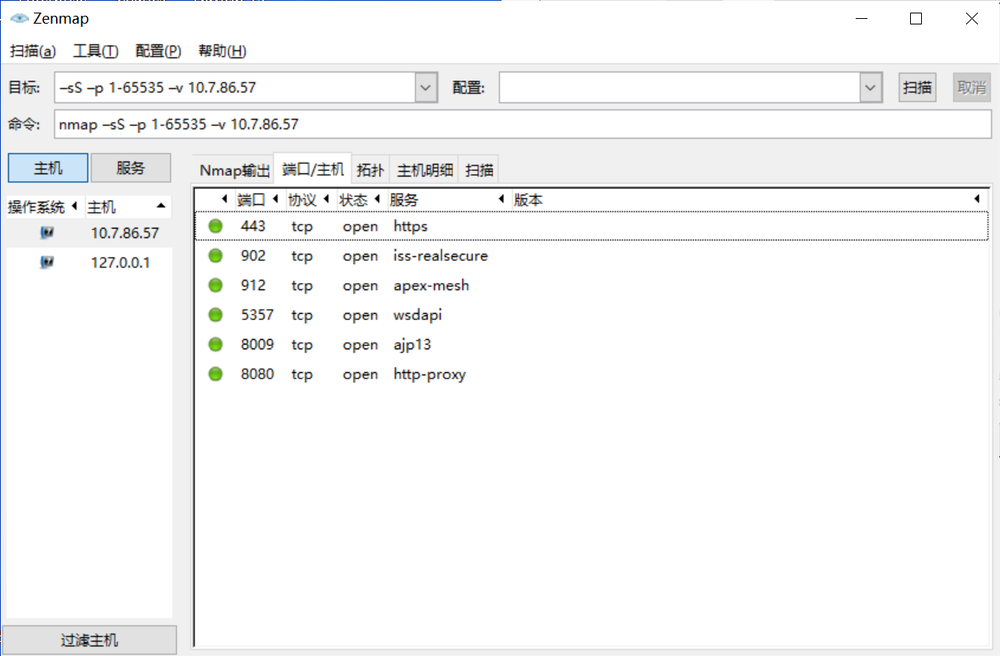 Zenmap
扫描(a) 工具(T) 配置(P) 帮助(H)
目标: –sS –p 1-65535 –v 10.7.86.57 配置: 扫描 取消
命令: nmap –sS –p 1-65535 –v 10.7.86.57
主机 服务 Nmap输出 端口/主机 拓扑 主机明细 扫描
操作系统 主机 端口 协议 状态 服务 版本
10.7.86.57 443 tcp open https
127.0.0.1 902 tcp open iss-realsecure
912 tcp open apex-mesh
5357 tcp open wsdapi
8009 tcp open ajp13
8080 tcp open http-proxy
过滤主机